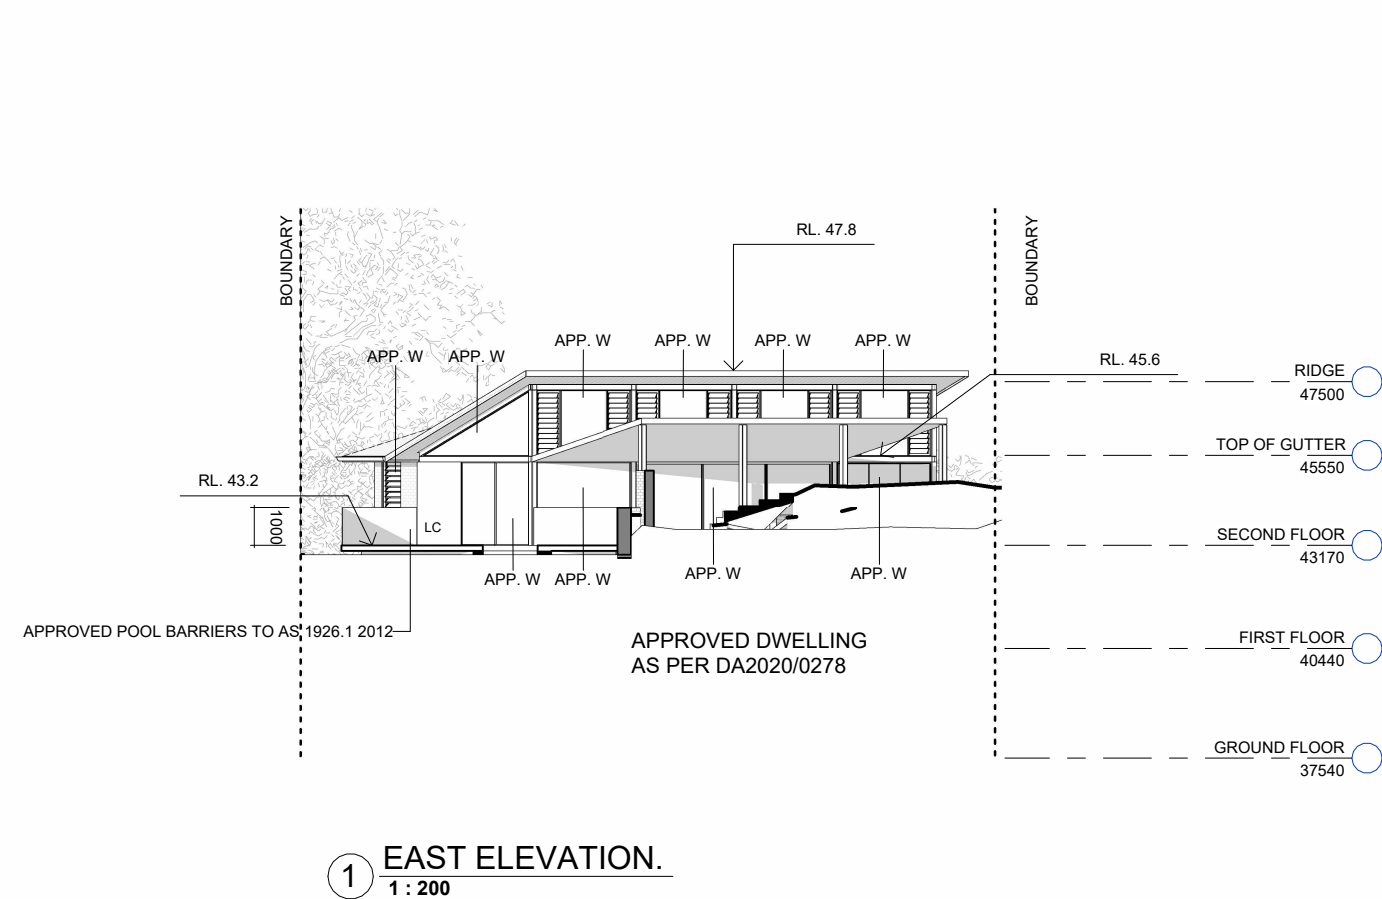 BOUNDARY
BOUNDARY
RL. 47.8
APP. W
APP. W
APP. W
APP. W
APP. W
APP. W
RL. 45.6
RIDGE
47500
TOP OF GUTTER
45550
RL. 43.2
1000
LC
SECOND FLOOR
43170
APP. W
APP. W
APP. W
APP. W
APPROVED POOL BARRIERS TO AS 1926.1 2012
APPROVED DWELLING
AS PER DA2020/0278
FIRST FLOOR
40440
GROUND FLOOR
37540
1
EAST ELEVATION.
1 : 200